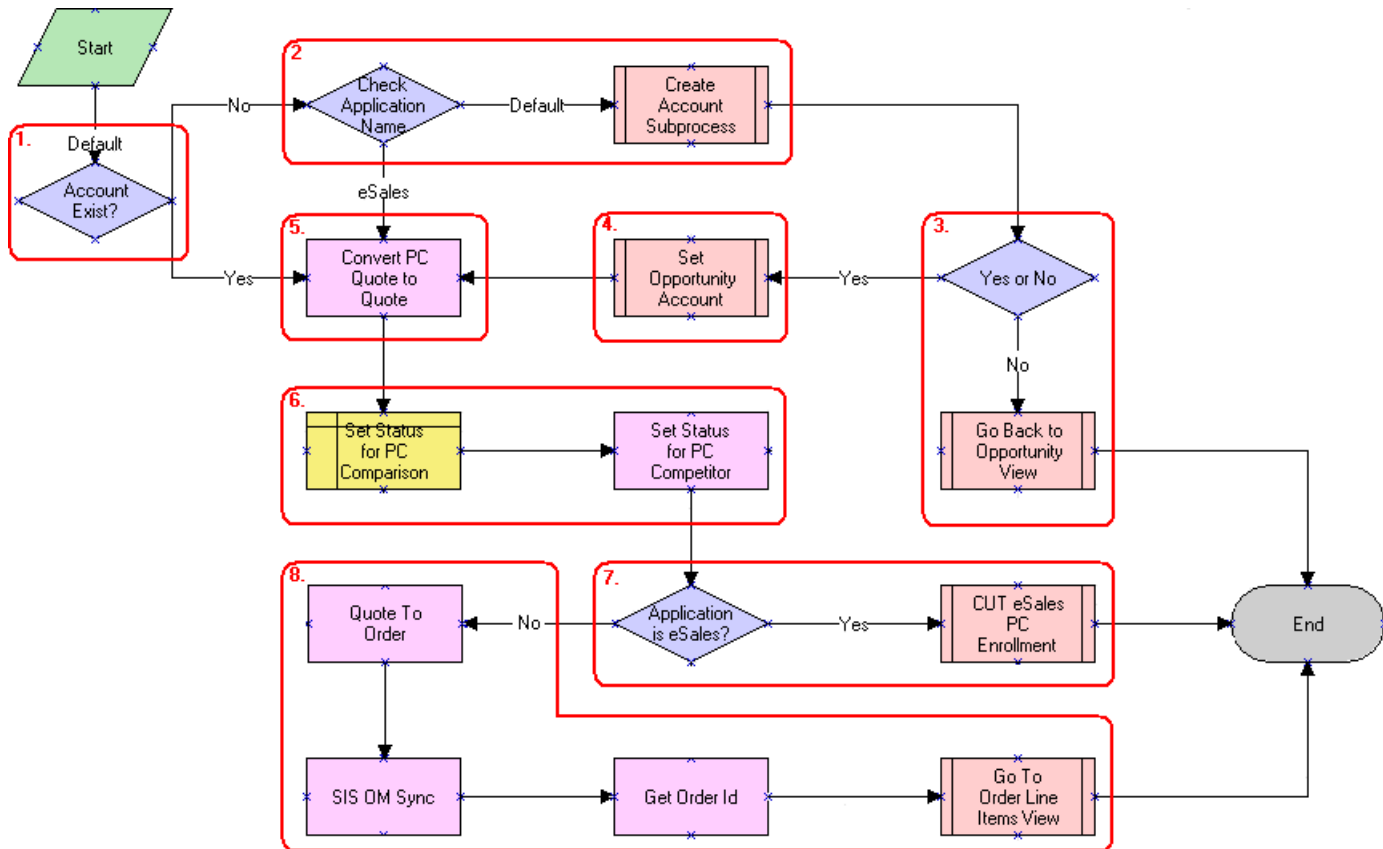 Start
2
Check
Application
Name
Default
Create
Account
Subprocess
No
1.
Default
Account
Exist?
eSales
5.
Convert PC
Quote to
Quote
Yes
4.
Set
Opportunity
Account
Yes
3.
Yes or No
No
6.
Set Status
for PC
Comparison
Set Status
for PC
Competitor
Go Back to
Opportunity
View
8.
Quote To
Order
No
7.
Application
is eSales?
Yes
CUT eSales
PC
Enrollment
End
SIS OM Sync
Get Order Id
Go To
Order Line
Items View